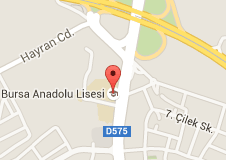 Hayran Cd.
Bursa Anadolu Lisesi
7. Çilek Sk.
D575